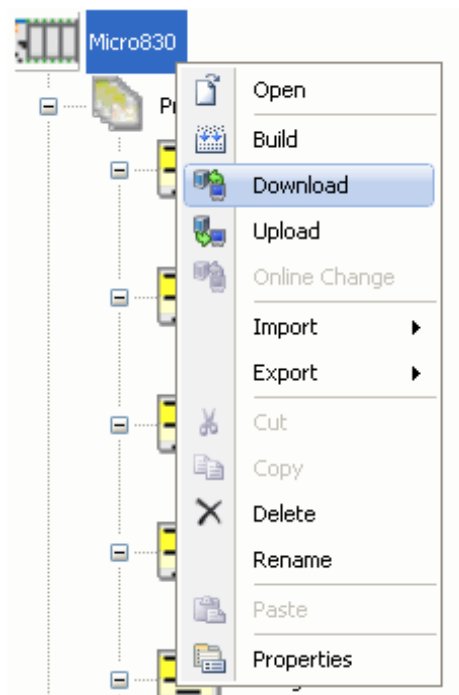 Micro830
Open
Build
Download
Upload
Online Change
Import
Export
Cut
Copy
Delete
Rename
Paste
Properties